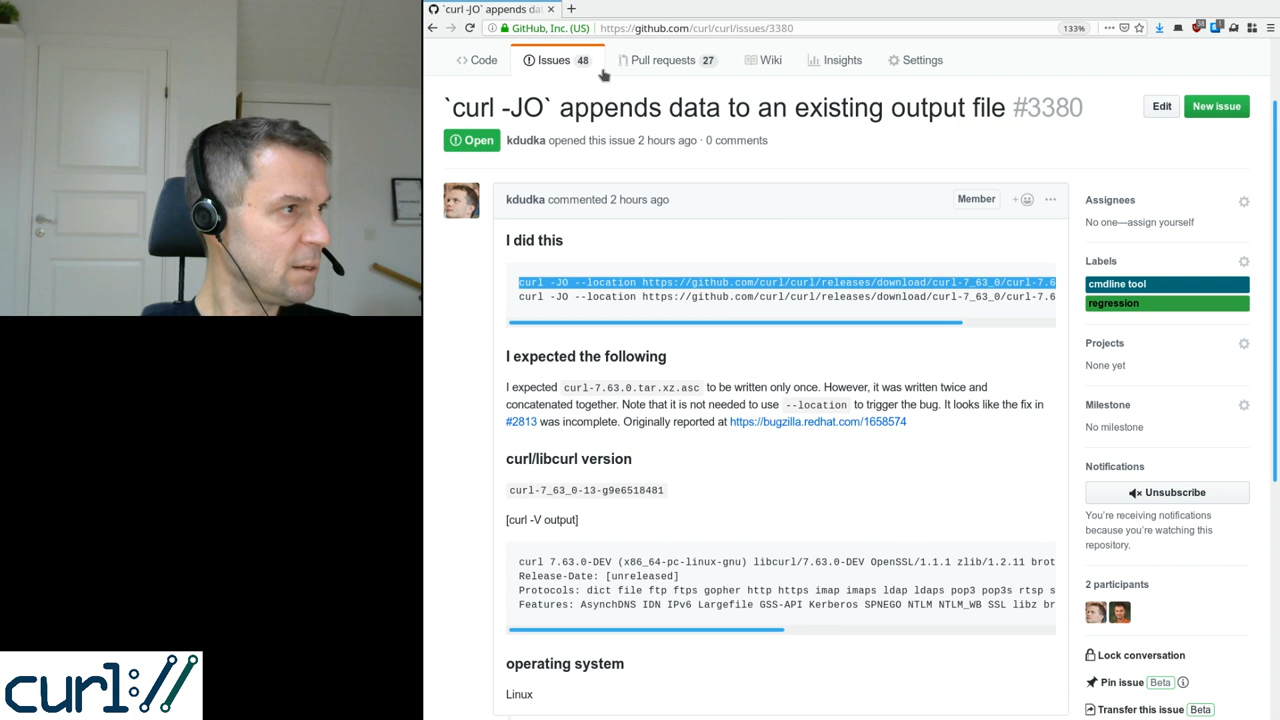 `curl -JO` appends dat
GitHub, Inc. (US)
https://github.com/curl/curl/issues/3380
133%
Code
Issues 48
Pull requests 27
Wiki
Insights
Settings
`curl -JO` appends data to an existing output file #3380
Edit
New issue
Open
kdudka opened this issue 2 hours ago · 0 comments
kdudka commented 2 hours ago
Member
I did this
curl -JO --location https://github.com/curl/curl/releases/download/curl-7_63_0/curl-7.6
curl -JO --location https://github.com/curl/curl/releases/download/curl-7_63_0/curl-7.6
I expected the following
I expected curl-7.63.0.tar.xz.asc to be written only once. However, it was written twice and
concatenated together. Note that it is not needed to use --location to trigger the bug. It looks like the fix in
#2813 was incomplete. Originally reported at https://bugzilla.redhat.com/1658574
curl/libcurl version
curl-7_63_0-13-g9e6518481
[curl -V output]
curl 7.63.0-DEV (x86_64-pc-linux-gnu) libcurl/7.63.0-DEV OpenSSL/1.1.1 zlib/1.2.11 brot
Release-Date: [unreleased]
Protocols: dict file ftp ftps gopher http https imap imaps ldap ldaps pop3 pop3s rtsp s
Features: AsynchDNS IDN IPv6 Largefile GSS-API Kerberos SPNEGO NTLM NTLM_WB SSL libz br
operating system
Linux
Assignees
No one—assign yourself
Labels
cmdline tool
regression
Projects
None yet
Milestone
No milestone
Notifications
Unsubscribe
You're receiving notifications
because you're watching this
repository.
2 participants
Lock conversation
Pin issue Beta
Transfer this issue Beta
curl://